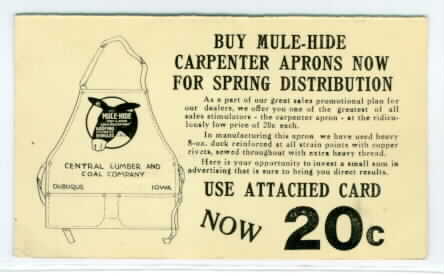 BUY MULE-HIDE
CARPENTER APRONS NOW
FOR SPRING DISTRIBUTION
As a part of our great sales promotional plan for
our dealers, we offer you one of the greatest of all
sales stimulators - the carpenter apron - at the ridicu-
lously low price of 20c each.
In manufacturing this apron we have used heavy
8-oz. duck reinforced at all strain points with copper
rivets, sewed throughout with extra heavy thread.
Here is your opportunity to invest a small sum in
advertising that is sure to bring you direct results.
USE ATTACHED CARD
NOW 20c
MULE-HIDE
ROOFING
SHINGLES
CENTRAL LUMBER AND
COAL COMPANY
DUBUQUE IOWA